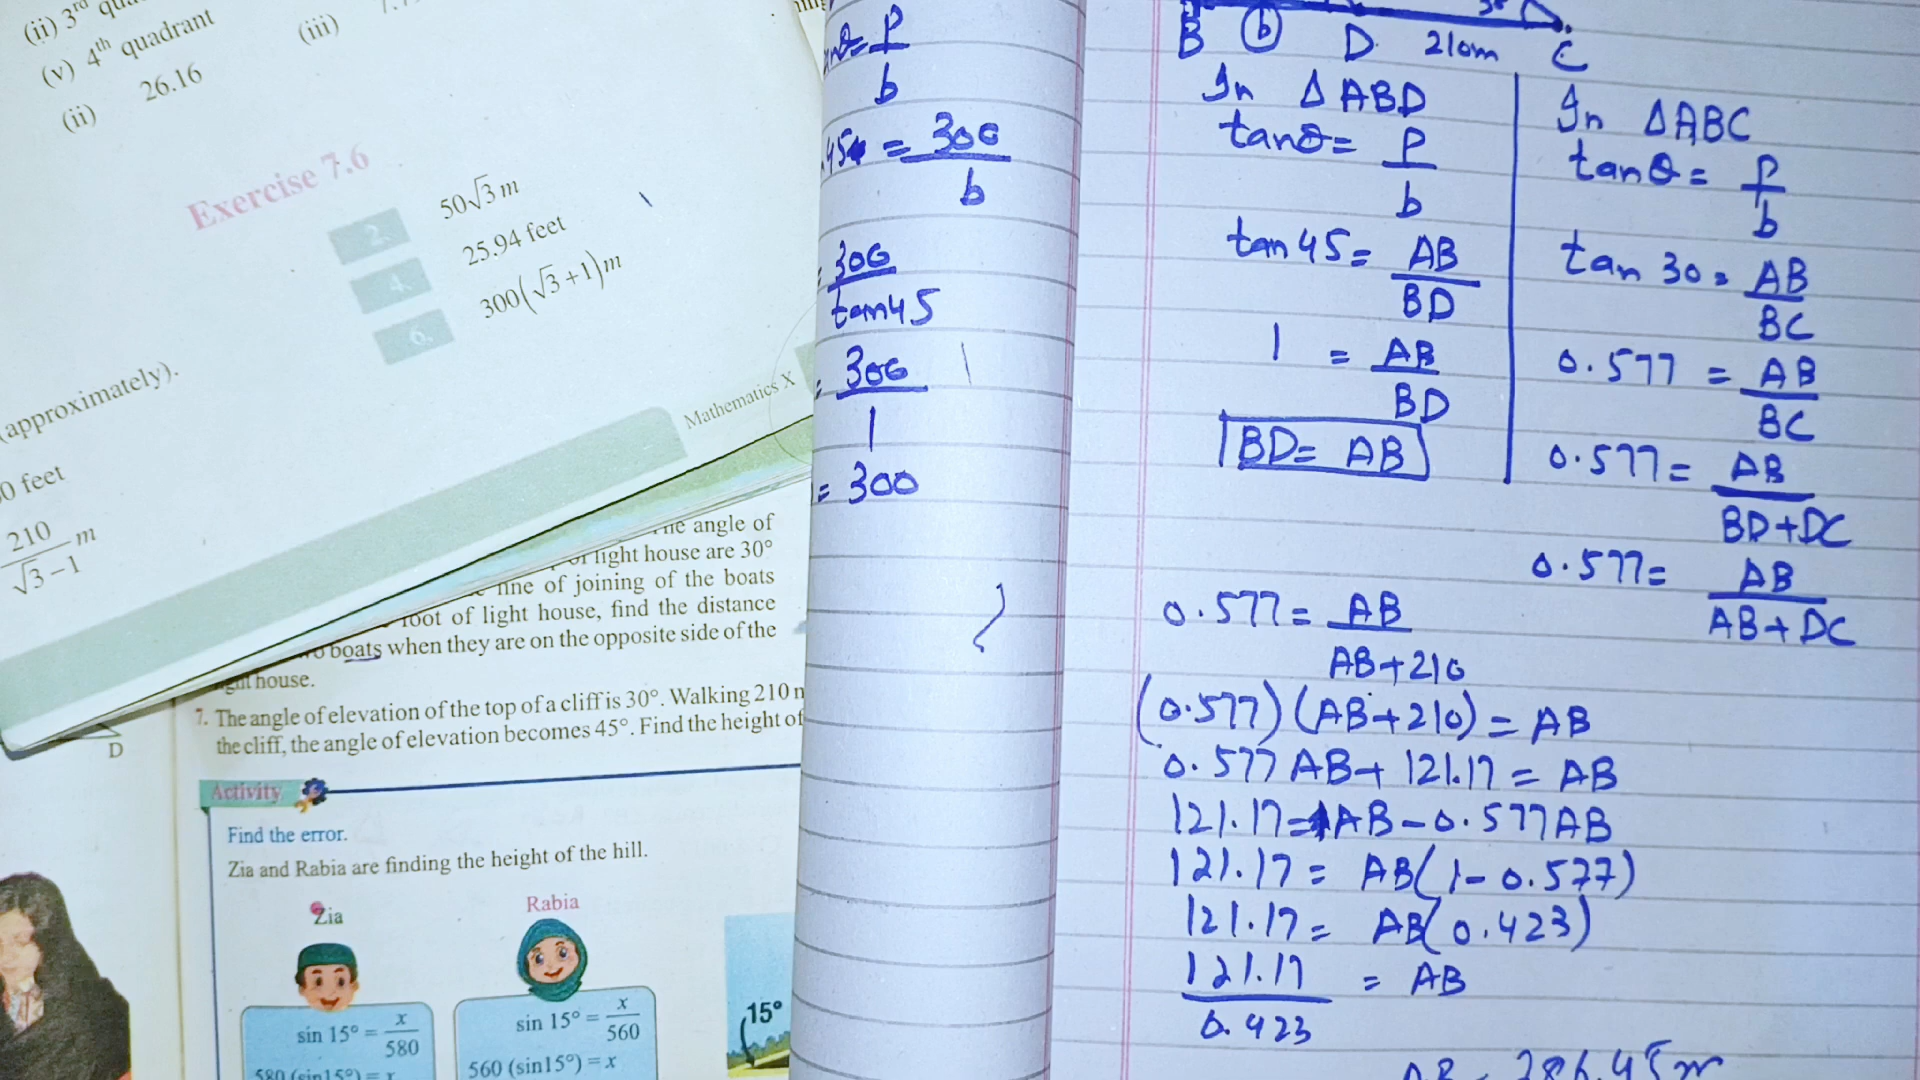 (ii) 3rd
(v) 4th quadrant
(iii)
(ii) 26.16
Exercise 7.6
2. 50√3 m
4. 25.94 feet
6. 300(√3+1)m
(approximately).
0 feet
210/(√3-1) m
Mathematics X
angle of
light house are 30°
of joining of the boats
of light house, find the distance
boats when they are on the opposite side of the
house.
7. The angle of elevation of the top of a cliff is 30°. Walking 210
the cliff, the angle of elevation becomes 45°. Find the height of
D
Activity
Find the error.
Zia and Rabia are finding the height of the hill.
Zia
Rabia
sin 15° = x/580
580 (sin15°) = x
sin 15° = x/560
560 (sin15°) = x
15°
= P/b
= 300/b
= 300/tan45
= 300/1
= 300
B b D 210m C
In Δ ABD
tanθ= P/b
tan 45= AB/BD
1 = AB/BD
BD= AB
In ΔABC
tanθ= P/b
tan 30= AB/BC
0.577 = AB/BC
0.577= AB/BD+DC
0.577= AB/AB+DC
0.577= AB/AB+210
(0.577)(AB+210)= AB
0.577AB+ 121.17= AB
121.17=1AB-0.577AB
121.17= AB(1-0.577)
121.17= AB(0.423)
121.17/0.423 = AB